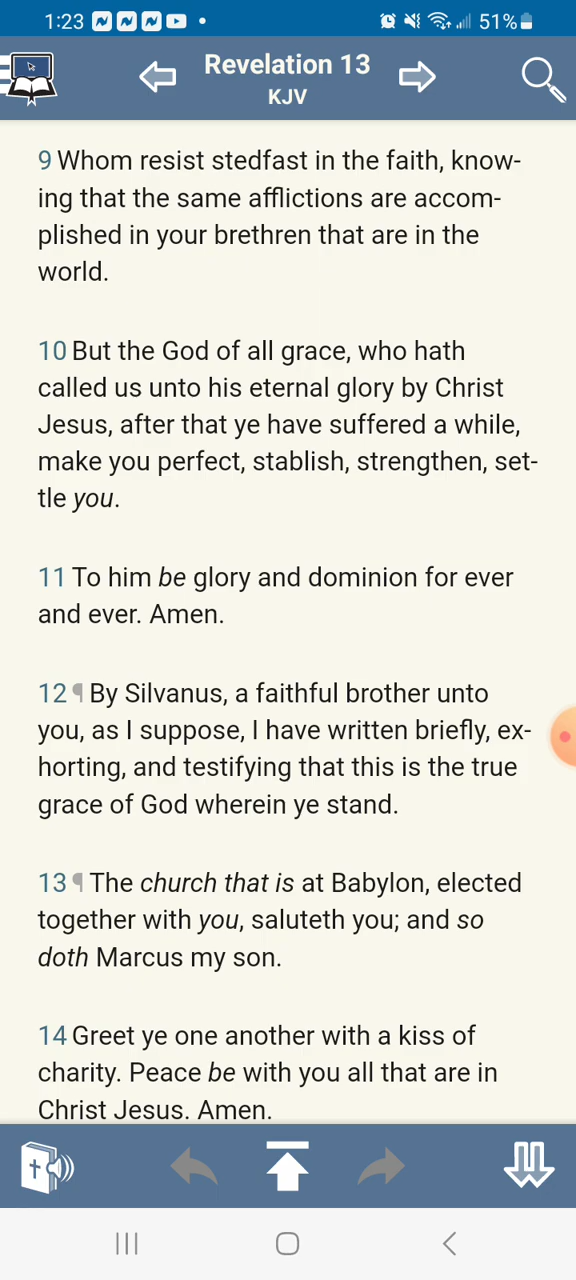 1:23
51%
Revelation 13
KJV
9 Whom resist stedfast in the faith, know-
ing that the same afflictions are accom-
plished in your brethren that are in the
world.
10 But the God of all grace, who hath
called us unto his eternal glory by Christ
Jesus, after that ye have suffered a while,
make you perfect, stablish, strengthen, set-
tle you.
11 To him be glory and dominion for ever
and ever. Amen.
12 ¶ By Silvanus, a faithful brother unto
you, as I suppose, I have written briefly, ex-
horting, and testifying that this is the true
grace of God wherein ye stand.
13 ¶ The church that is at Babylon, elected
together with you, saluteth you; and so
doth Marcus my son.
14 Greet ye one another with a kiss of
charity. Peace be with you all that are in
Christ Jesus. Amen.